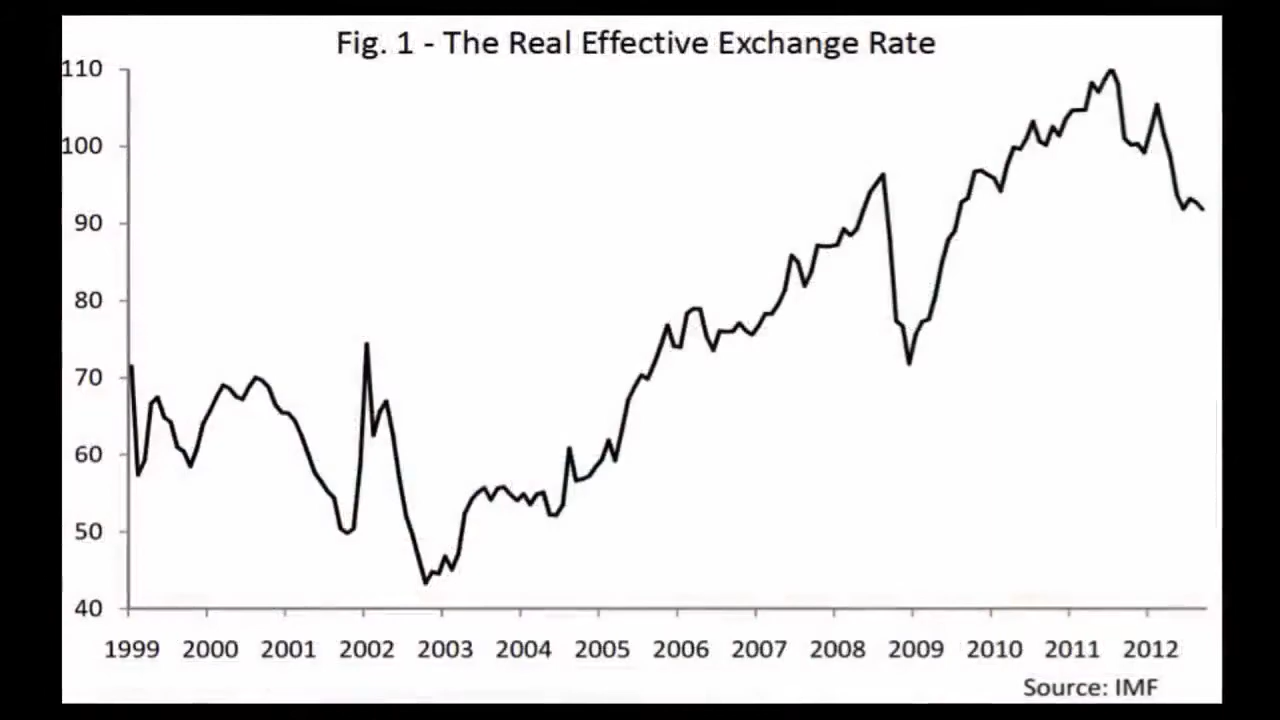 Fig. 1 - The Real Effective Exchange Rate
110
100
90
80
70
60
50
40
1999 2000 2001 2002 2003 2004 2005 2006 2007 2008 2009 2010 2011 2012
Source: IMF